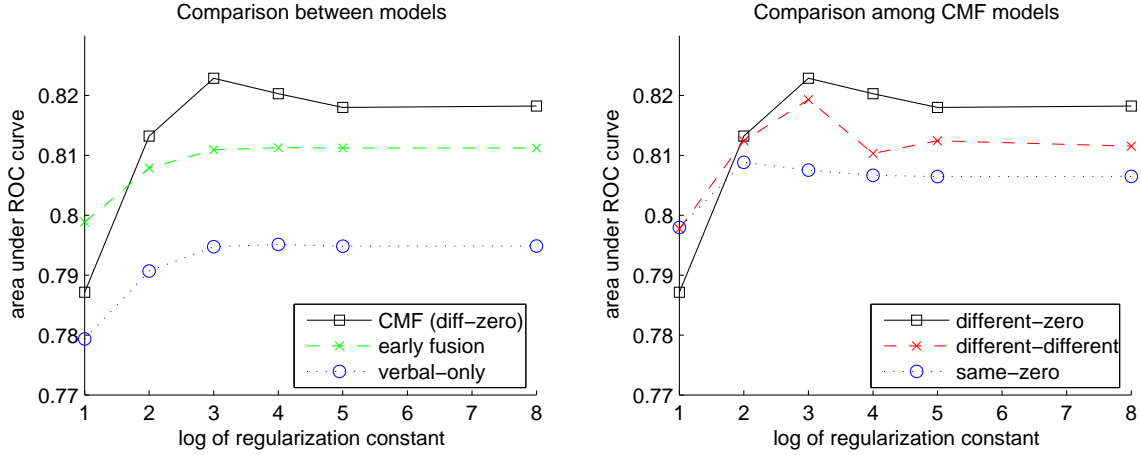 Comparison between models
0.82
0.81
0.8
0.79
0.78
0.77
area under ROC curve
1 2 3 4 5 6 7 8
log of regularization constant
CMF (diff−zero)
early fusion
verbal−only
Comparison among CMF models
0.82
0.81
0.8
0.79
0.78
0.77
area under ROC curve
1 2 3 4 5 6 7 8
log of regularization constant
different−zero
different−different
same−zero